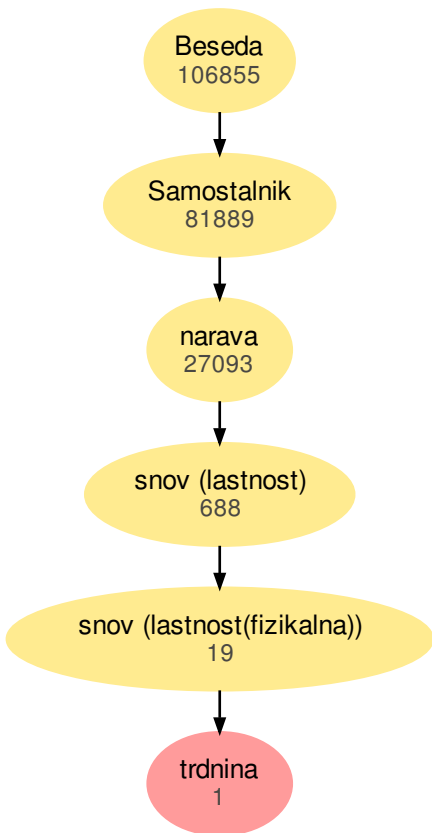 Beseda
106855
Samostalnik
81889
narava
27093
snov (lastnost)
688
snov (lastnost(fizikalna))
19
trdnina
1